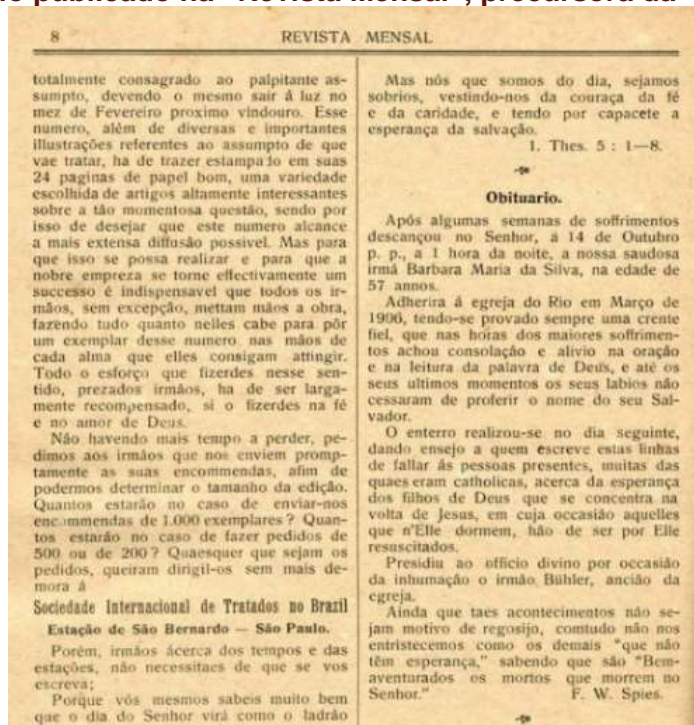 8
REVISTA MENSAL
totalmente consagrado ao palpitante as-
sumpto, devendo o mesmo sair á luz no
mez de Fevereiro proximo vindouro. Esse
numero, além de diversas e importantes
illustrações referentes ao assumpto de que
vae tratar, ha de trazer estampado em suas
24 paginas de papel bom, uma variedade
escolhida de artigos altamente interessantes
sobre a tão momentosa questão, sendo por
isso de desejar que este numero alcance
a mais extensa diffusão possivel. Mas para
que isso se possa realizar e para que a
nobre empreza se torne effectivamente um
successo é indispensavel que todos os ir-
mãos, sem excepção, mettam mãos a obra,
fazendo tudo quanto nelles cabe para pôr
um exemplar desse numero nas mãos de
cada alma que elles consigam attingir.
Todo o esforço que fizerdes nesse sen-
tido, prezados irmãos, ha de ser larga-
mente recompensado, si o fizerdes na fé
e no amor de Deus.
Não havendo mais tempo a perder, pe-
dimos aos irmãos que nos enviem promp-
tamente as suas encommendas, afim de
podermos determinar o tamanho da edição.
Quantos estarão no caso de enviar-nos
encommendas de 1.000 exemplares ? Quan-
tos estarão no caso de fazer pedidos de
500 ou de 200 ? Quaesquer que sejam os
pedidos, queiram dirigil-os sem mais de-
mora á
Sociedade Internacional de Tratados no Brazil
Estação de São Bernardo — São Paulo.
Porém, irmãos ácerca dos tempos e das
estações, não necessitaes de que se vos
escreva;
Porque vós mesmos sabeis muito bem
que o dia do Senhor virá como o ladrão
Mas nós que somos do dia, sejamos
sobrios, vestindo-nos da couraça da fé
e da caridade, e tendo por capacete a
esperança da salvação.
1. Thes. 5 : 1—8.
Obituario.
Após algumas semanas de soffrimentos
descançou no Senhor, a 14 de Outubro
p. p., a 1 hora da noite, a nossa saudosa
irmã Barbara Maria da Silva, na edade de
57 annos.
Adherira á egreja do Rio em Março de
1906, tendo-se provado sempre uma crente
fiel, que nas horas dos maiores soffrimen-
tos achou consolação e alivio na oração
e na leitura da palavra de Deus, e até os
seus ultimos momentos os seus labios não
cessaram de proferir o nome do seu Sal-
vador.
O enterro realizou-se no dia seguinte,
dando ensejo a quem escreve estas linhas
de fallar ás pessoas presentes, muitas das
quaes eram catholicas, acerca da esperança
dos filhos de Deus que se concentra na
volta de Jesus, em cuja occasião aquelles
que n'Elle dormem, hão de ser por Elle
resuscitados.
Presidiu ao officio divino por occasião
da inhumação o irmão Bühler, ancião da
egreja.
Ainda que taes acontecimentos não se-
jam motivo de regosijo, comtudo não nos
entristecemos como os demais "que não
têm esperança," sabendo que são "Bem-
aventurados os mortos que morrem no
Senhor." F. W. Spies.